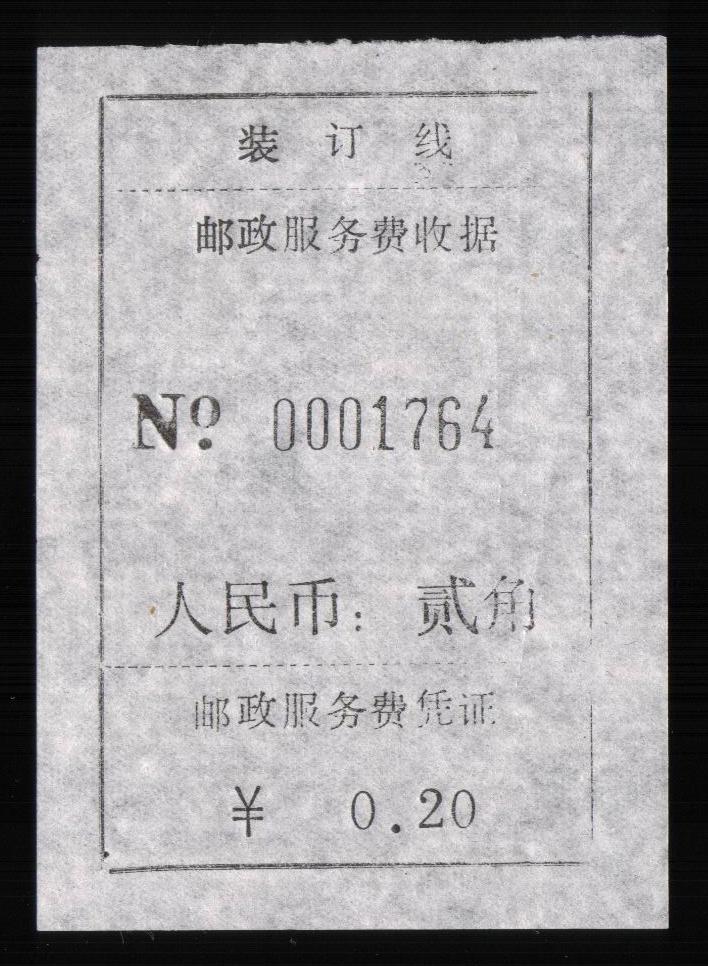 装订线
邮政服务费收据
№ 0001764
人民币：贰角
邮政服务费凭证
¥ 0.20